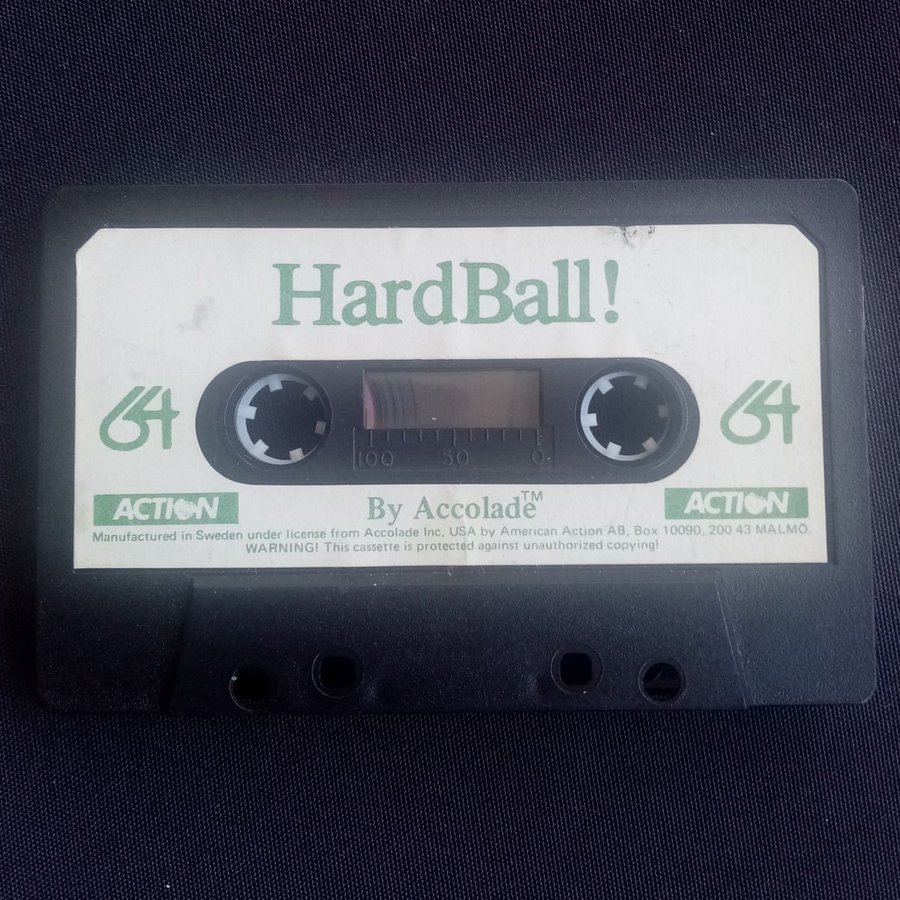 HardBall!
64 64
100 50 0
ACTION By Accolade™ ACTION
Manufactured in Sweden under license from Accolade Inc, USA by American Action AB, Box 10090, 200 43 MALMÖ.
WARNING! This cassette is protected against unauthorized copying!